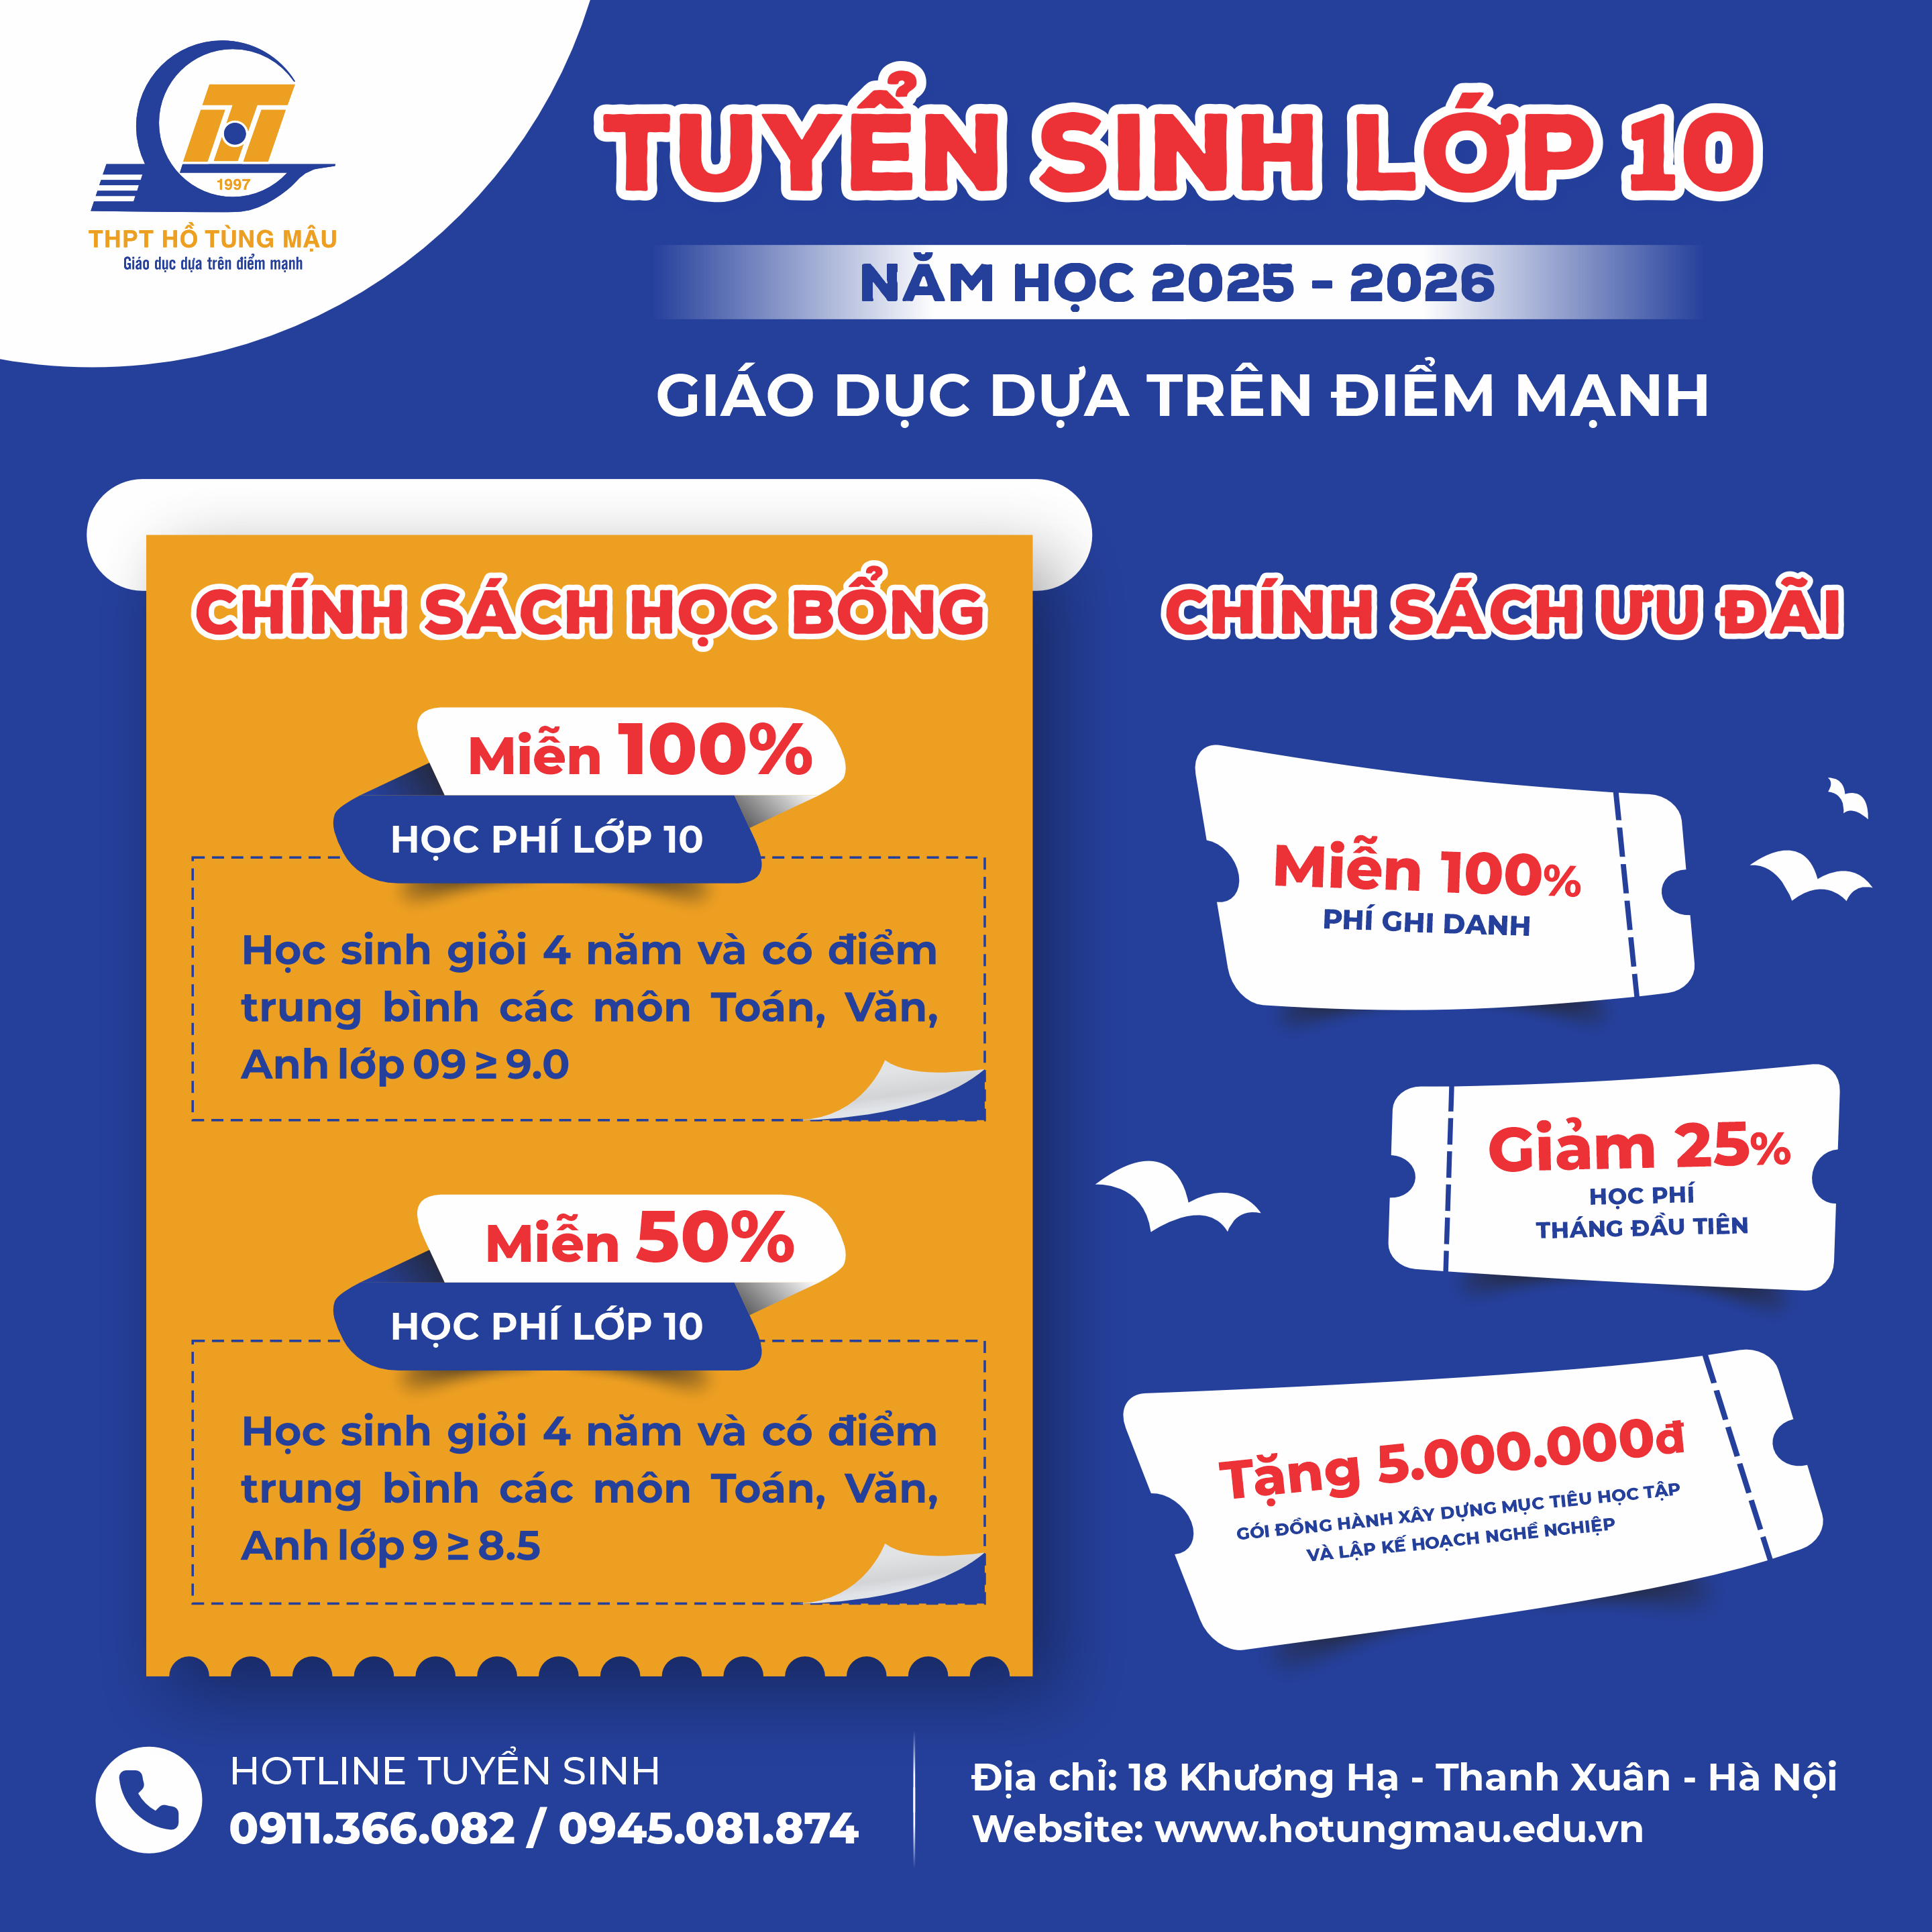 1997
THPT HỒ TÙNG MẬU
Giáo dục dựa trên điểm mạnh
TUYỂN SINH LỚP 10
NĂM HỌC 2025 - 2026
GIÁO DỤC DỰA TRÊN ĐIỂM MẠNH
CHÍNH SÁCH HỌC BỔNG
Miễn 100%
HỌC PHÍ LỚP 10
Học sinh giỏi 4 năm và có điểm
trung bình các môn Toán, Văn,
Anh lớp 09 ≥ 9.0
Miễn 50%
HỌC PHÍ LỚP 10
Học sinh giỏi 4 năm và có điểm
trung bình các môn Toán, Văn,
Anh lớp 9 ≥ 8.5
CHÍNH SÁCH ƯU ĐÃI
Miễn 100%
PHÍ GHI DANH
Giảm 25%
HỌC PHÍ
THÁNG ĐẦU TIÊN
Tặng 5.000.000đ
GÓI ĐỒNG HÀNH XÂY DỰNG MỤC TIÊU HỌC TẬP
VÀ LẬP KẾ HOẠCH NGHỀ NGHIỆP
HOTLINE TUYỂN SINH
0911.366.082 / 0945.081.874
Địa chỉ: 18 Khương Hạ - Thanh Xuân - Hà Nội
Website: www.hotungmau.edu.vn